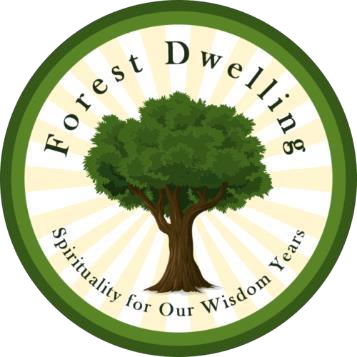 Forest Dwelling
Spirituality for Our Wisdom Years